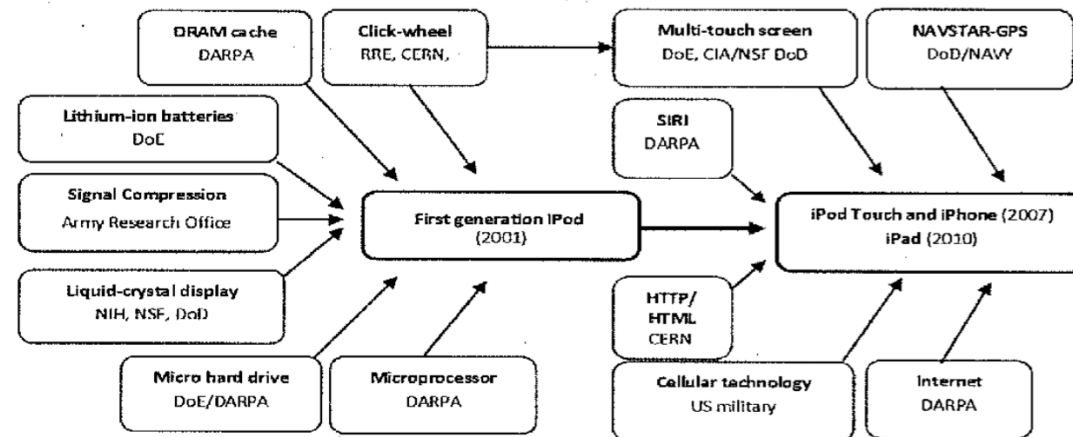 DRAM cache
DARPA
Click-wheel
RRE, CERN,
Multi-touch screen
DoE, CIA/NSF DoD
NAVSTAR-GPS
DoD/NAVY
Lithium-ion batteries
DoE
SIRI
DARPA
Signal Compression
Army Research Office
First generation IPod
(2001)
iPod Touch and iPhone (2007)
iPad (2010)
Liquid-crystal display
NIH, NSF, DoD
HTTP/
HTML
CERN
Micro hard drive
DoE/DARPA
Microprocessor
DARPA
Cellular technology
US military
Internet
DARPA